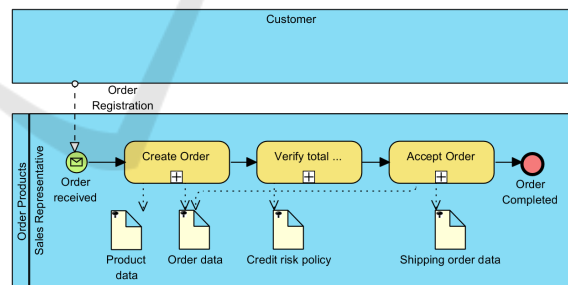 Customer
Order
Registration
Order Products
Sales Representative
Create Order
Verify total ...
Accept Order
Order
received
Order
Completed
Product
data
Order data
Credit risk policy
Shipping order data